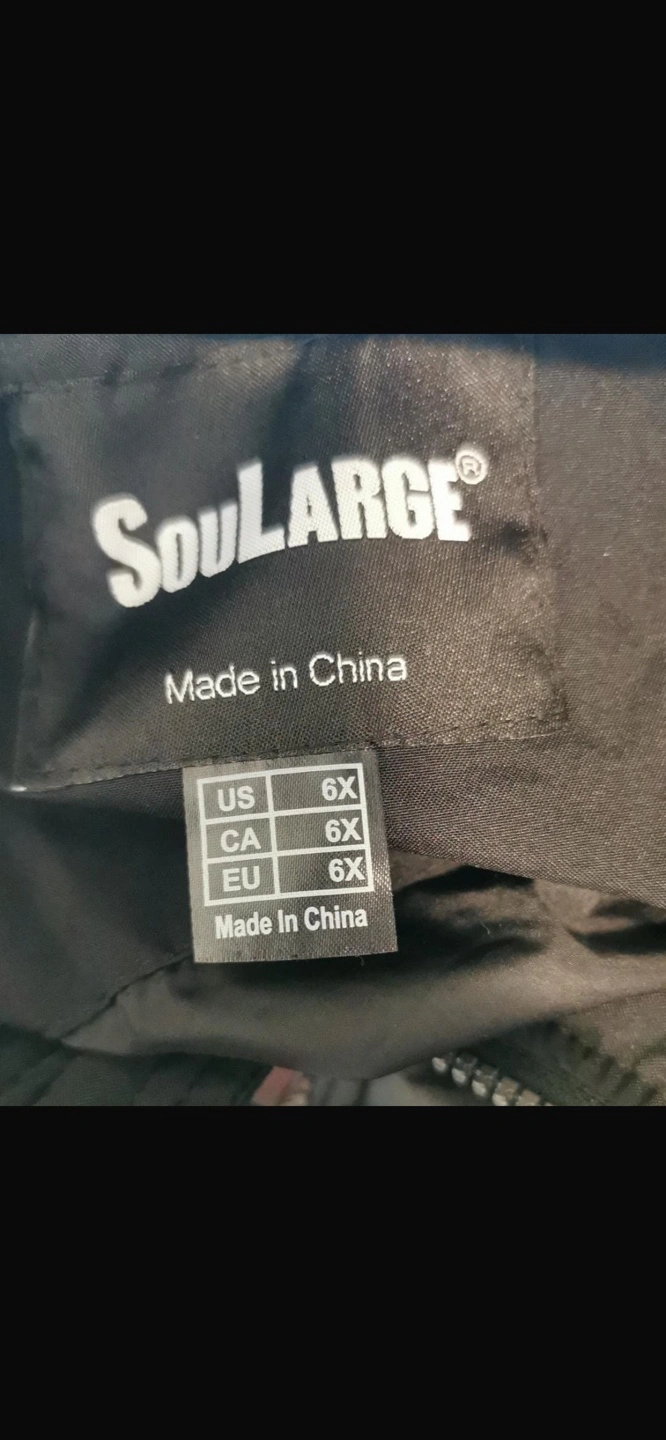 SOULARGE®
Made in China
US 6X
CA 6X
EU 6X
Made In China